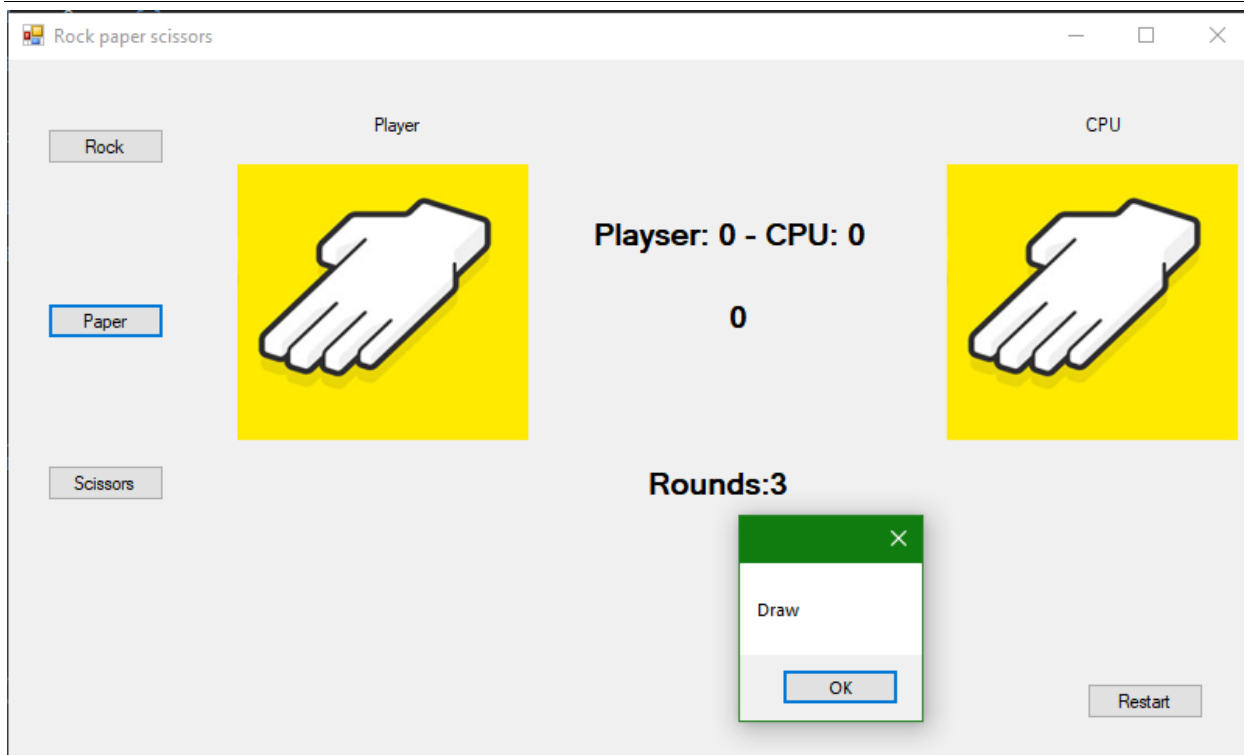 Rock paper scissors
Player
CPU
Rock
Playser: 0 - CPU: 0
Paper
0
Scissors
Rounds:3
Draw
OK
Restart